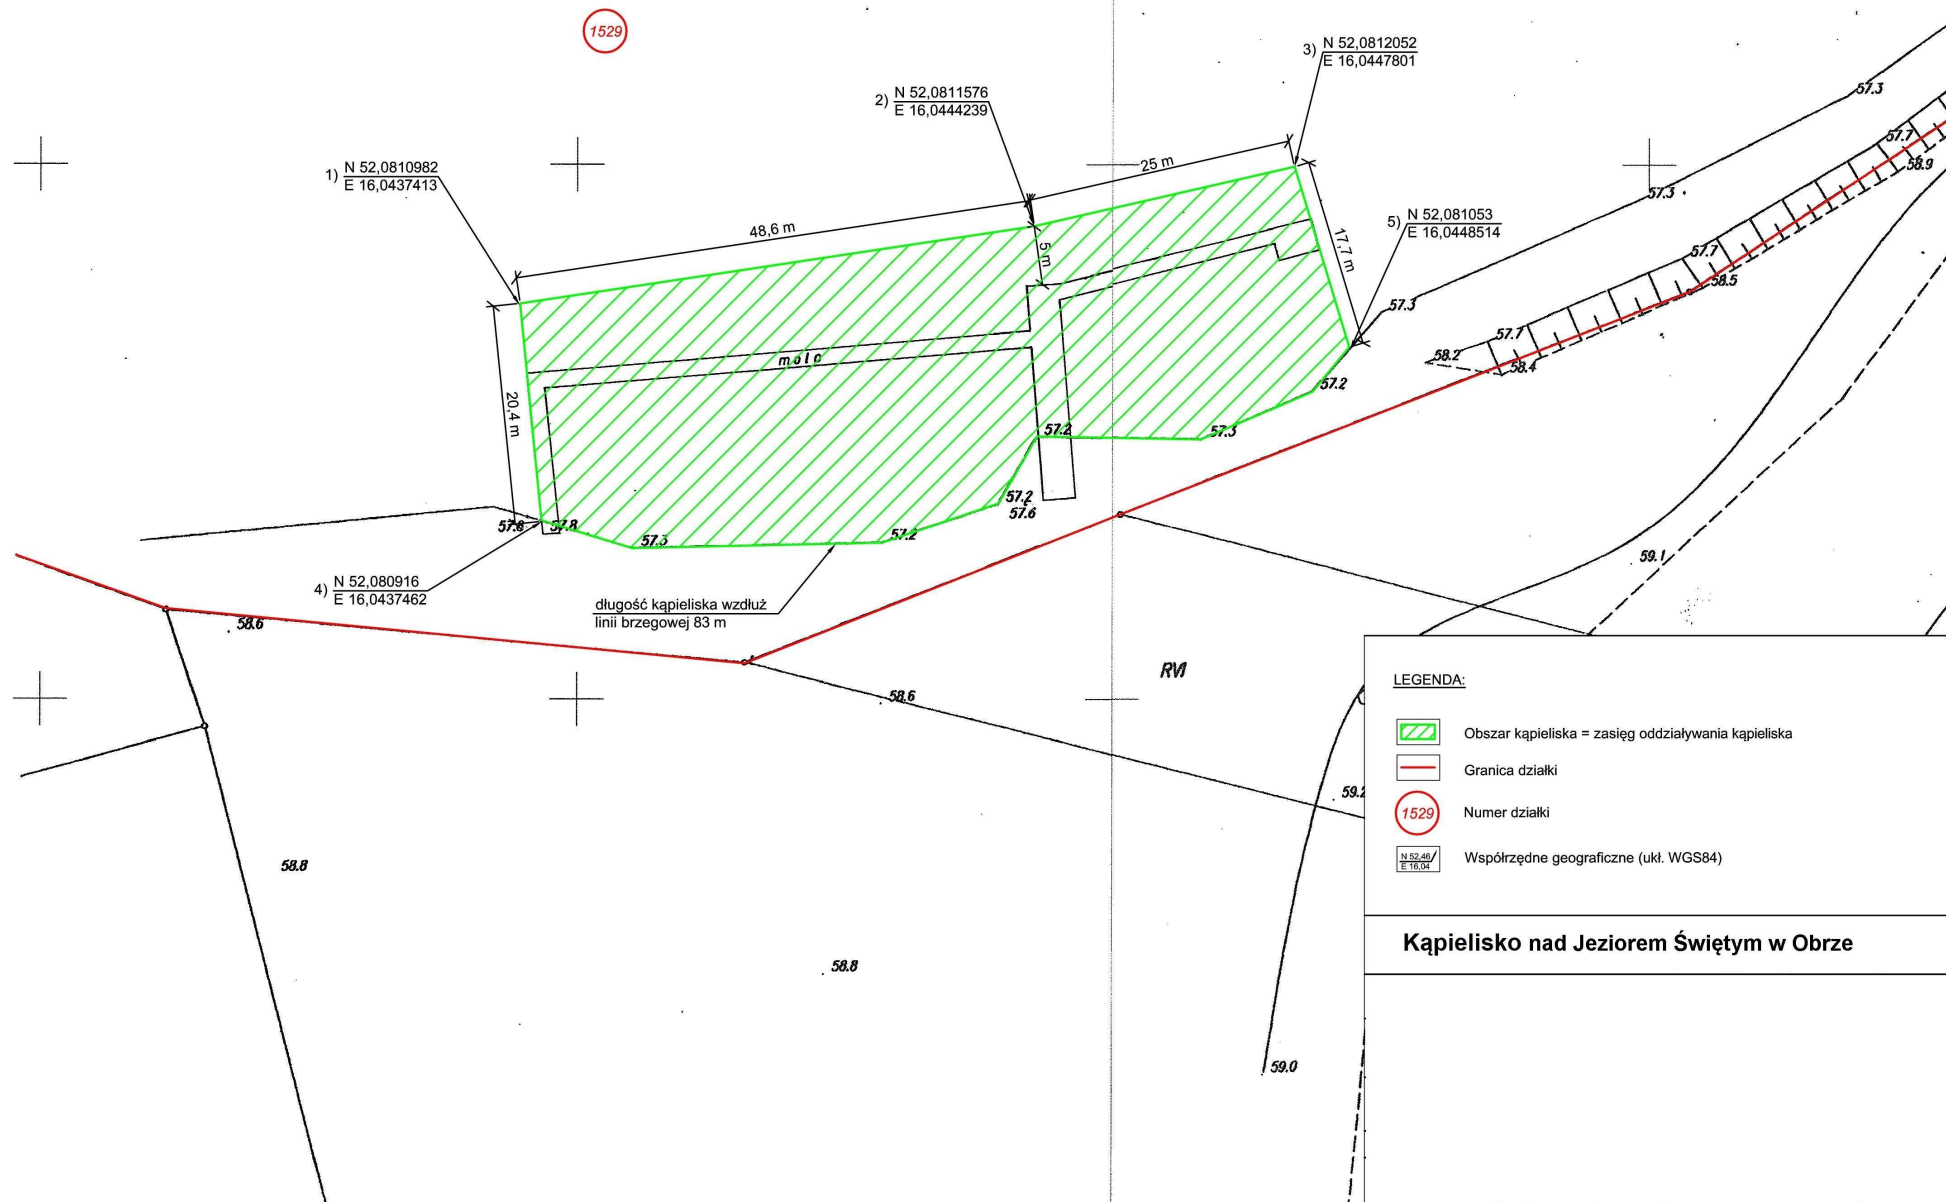 1529
3) N 52,0812052
E 16,0447801
2) N 52,0811576
E 16,0444239
1) N 52,0810982
E 16,0437413
5) N 52,081053
E 16,0448514
4) N 52,080916
E 16,0437462
25 m
48,6 m
5 m
17,7 m
20,4 m
molo
57.3
57.7
58.9
57.3
57.7
58.5
57.3
57.7
58.2
58.4
57.2
57.2
57.3
57.2
57.6
57.8
57.3
57.2
długość kąpieliska wzdłuż
linii brzegowej 83 m
58.6
59.1
58.6
RVI
59.2
58.8
58.8
59.0
LEGENDA:
Obszar kąpieliska = zasięg oddziaływania kąpieliska
Granica działki
1529 Numer działki
N 52,46
E 16,04
Współrzędne geograficzne (ukł. WGS84)
Kąpielisko nad Jeziorem Świętym w Obrze